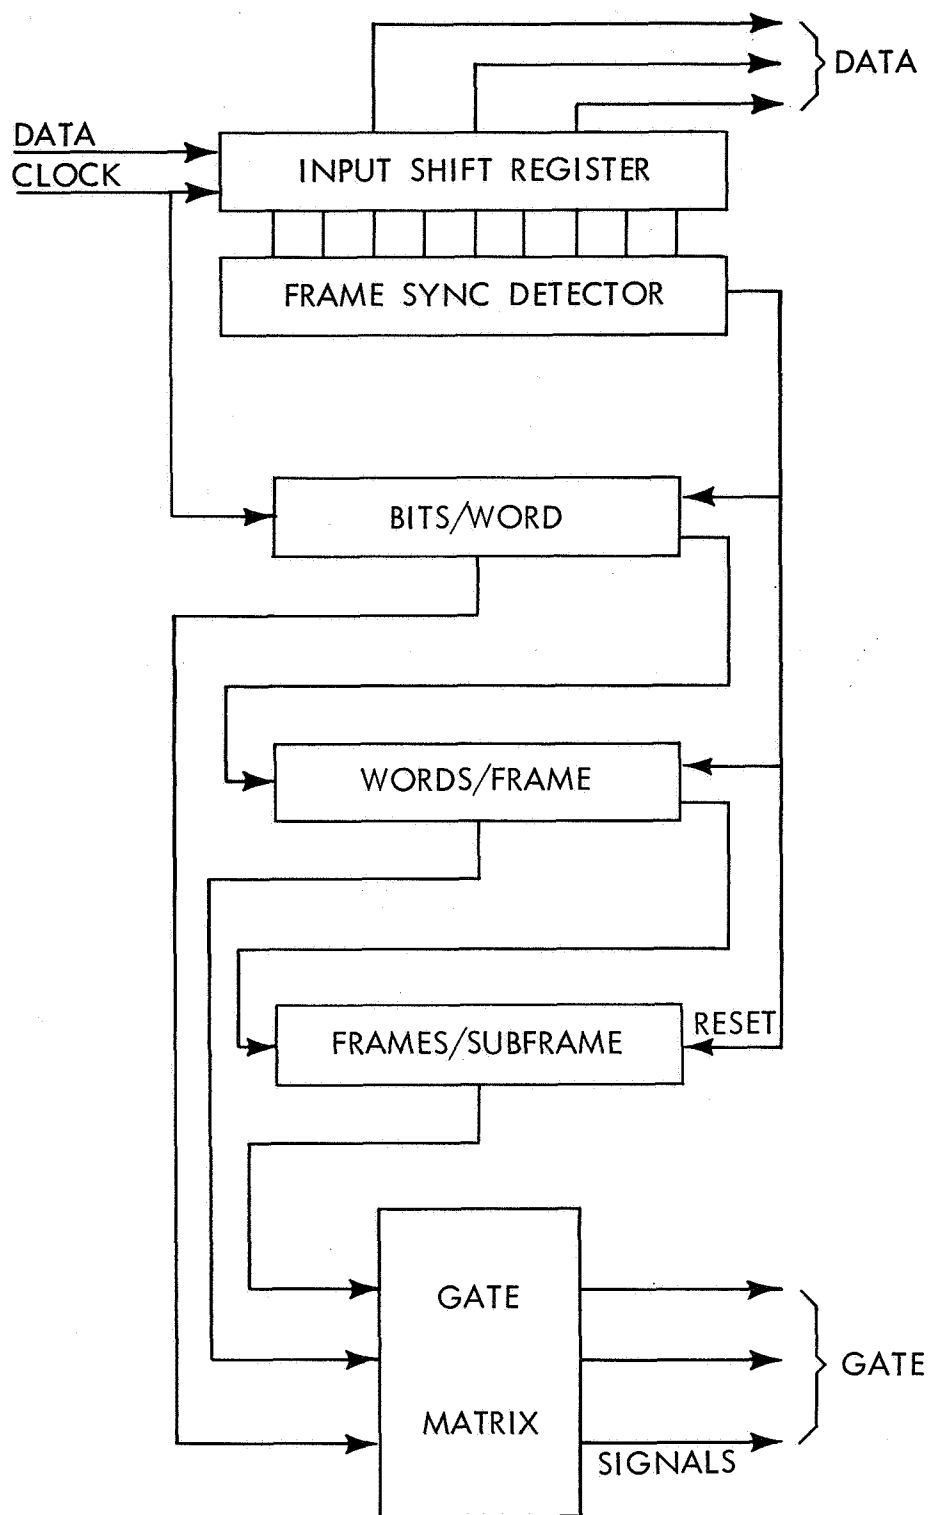 DATA
DATA
CLOCK
INPUT SHIFT REGISTER
FRAME SYNC DETECTOR
BITS/WORD
WORDS/FRAME
RESET
FRAMES/SUBFRAME
GATE
MATRIX
GATE
SIGNALS